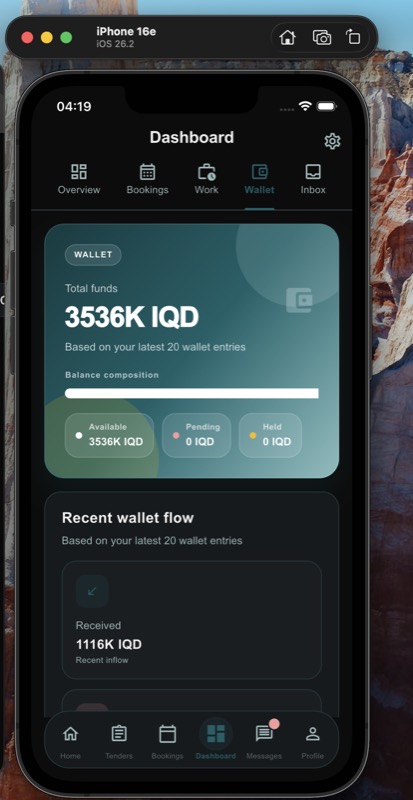 iPhone 16e
iOS 26.2
04:19
Dashboard
Overview
Bookings
Work
Wallet
Inbox
WALLET
Total funds
3536K IQD
Based on your latest 20 wallet entries
Balance composition
Available
3536K IQD
Pending
0 IQD
Held
0 IQD
Recent wallet flow
Based on your latest 20 wallet entries
Received
1116K IQD
Recent inflow
Home
Tenders
Bookings
Dashboard
Messages
Profile